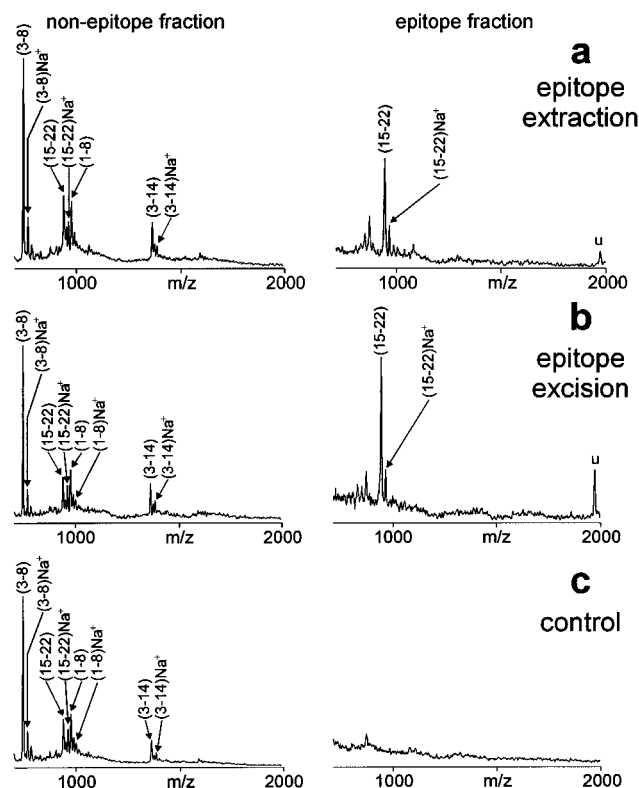 non-epitope fraction
epitope fraction
a
epitope
extraction
(3-8)
(3-8)Na+
(15-22)
(15-22)Na+
(1-8)
(3-14)
(3-14)Na+
1000
m/z
2000
(15-22)
(15-22)Na+
u
1000
m/z
2000
b
epitope
excision
(3-8)
(3-8)Na+
(15-22)
(15-22)Na+
(1-8)
(1-8)Na+
(3-14)
(3-14)Na+
1000
m/z
2000
(15-22)
(15-22)Na+
u
1000
m/z
2000
c
control
(3-8)
(3-8)Na+
(15-22)
(15-22)Na+
(1-8)
(1-8)Na+
(3-14)
(3-14)Na+
1000
m/z
2000
1000
m/z
2000